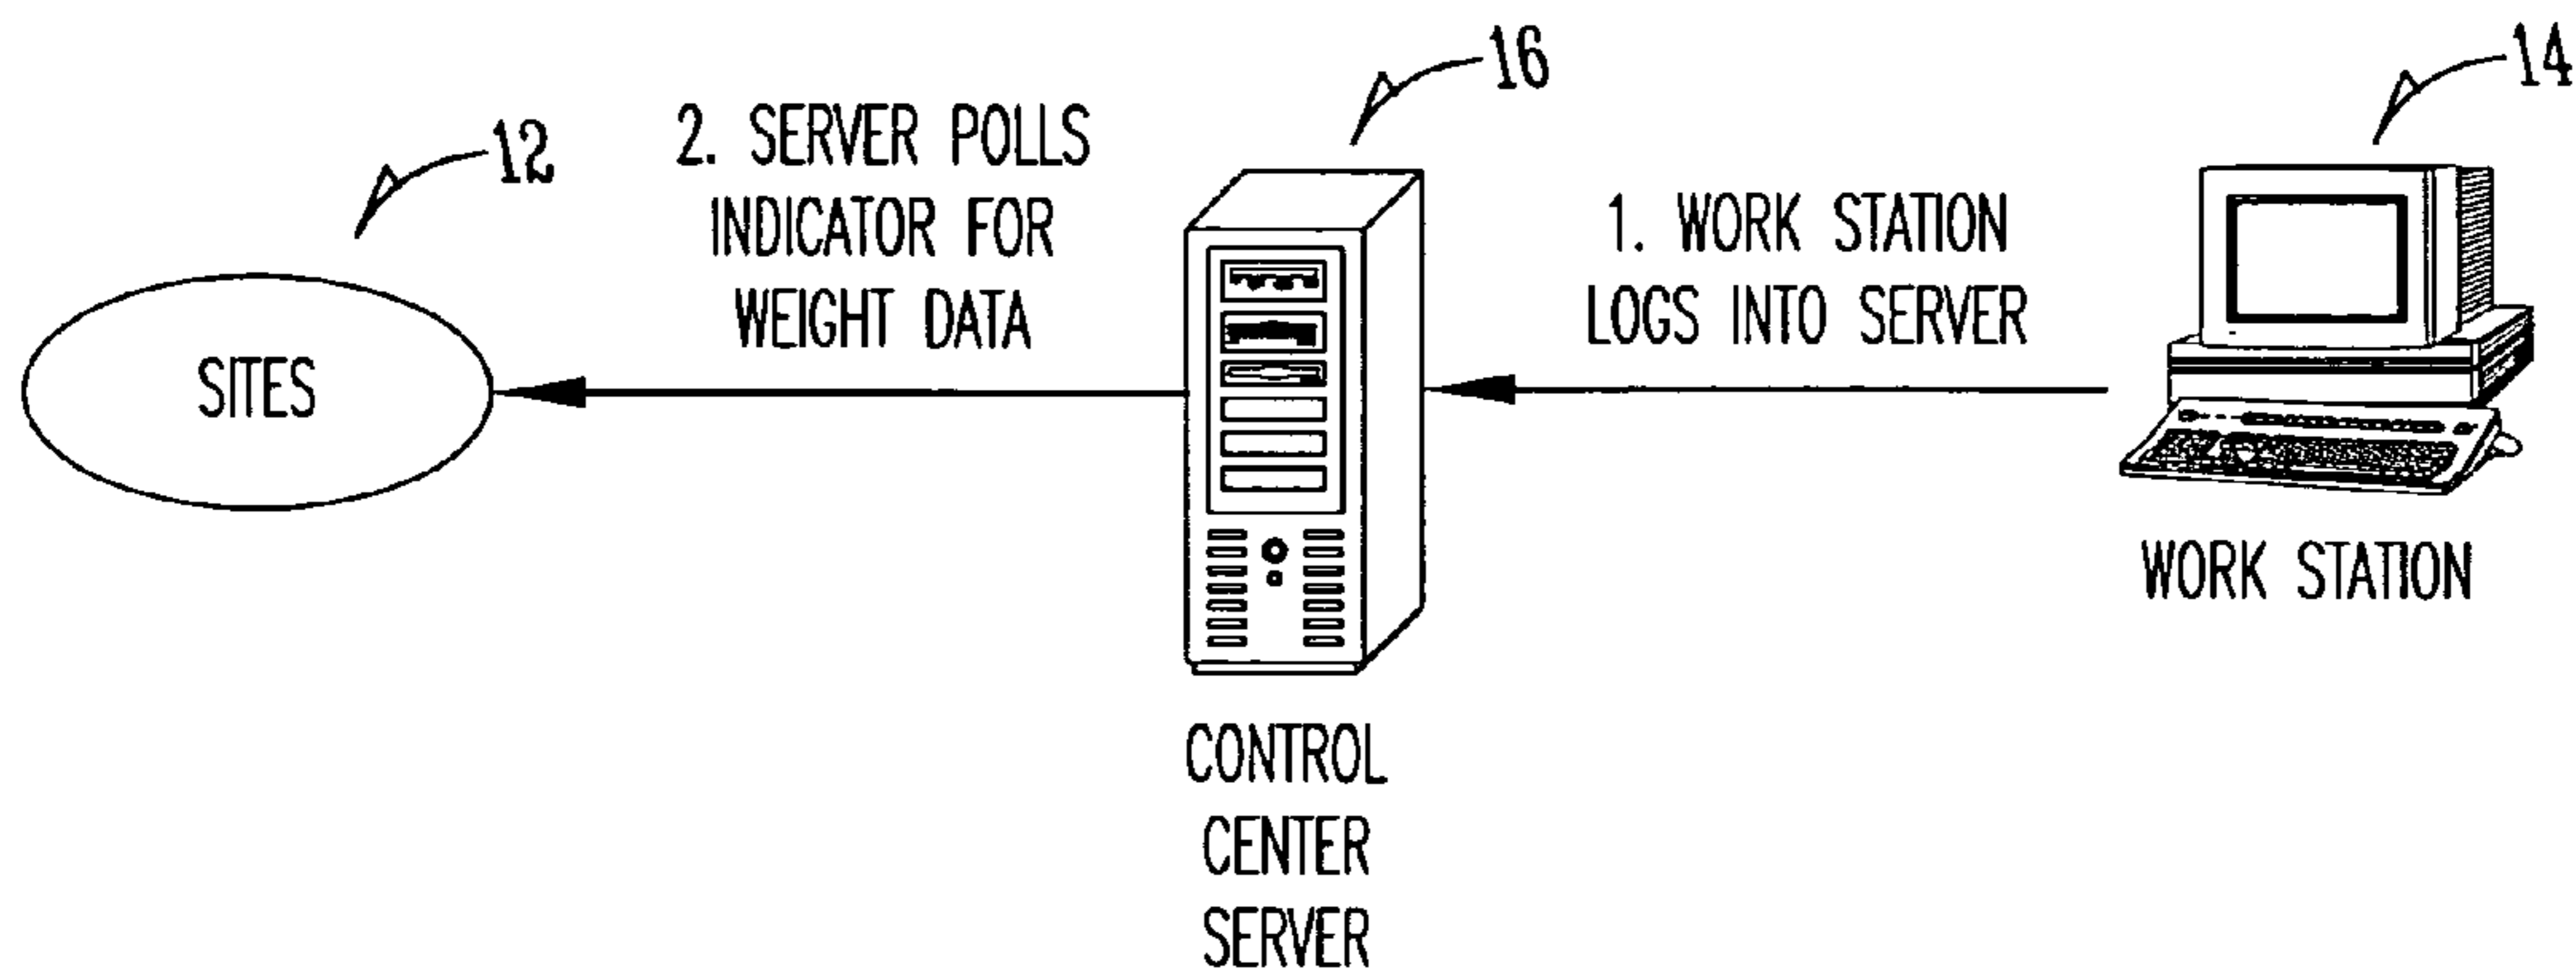 12
2. SERVER POLLS
INDICATOR FOR
WEIGHT DATA
16
1. WORK STATION
LOGS INTO SERVER
14
SITES
WORK STATION
CONTROL
CENTER
SERVER